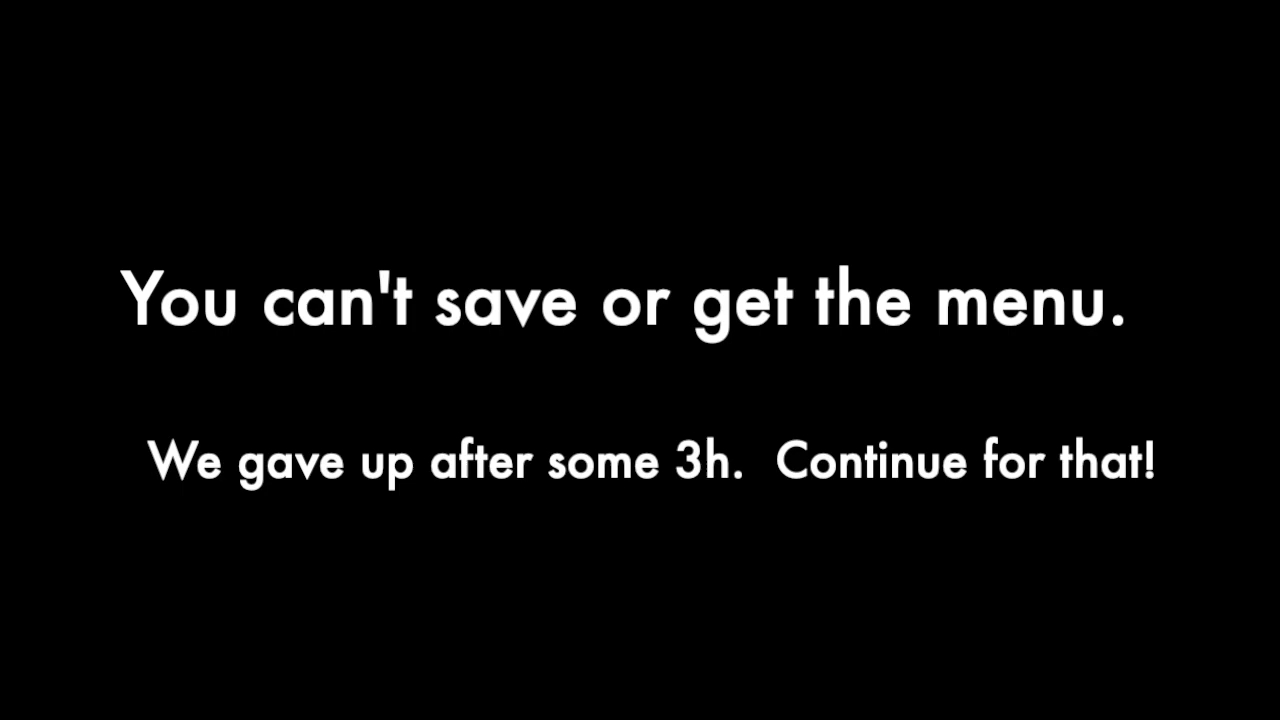 You can't save or get the menu.
We gave up after some 3h.  Continue for that!